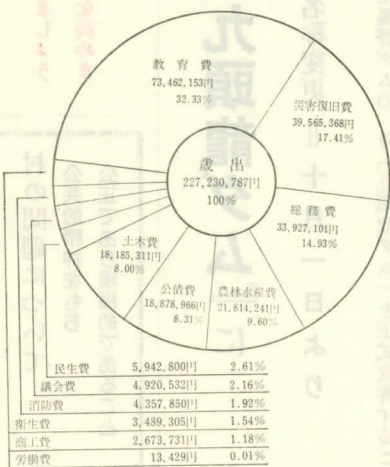 教育費
73,462,153円
32.33%
災害復旧費
39,565,368円
17.41%
歳出
227,230,787円
100%
総務費
33,927,101円
14.93%
土木費
18,185,311円
8.00%
公債費
18,878,966円
8.31%
農林水産費
21,814,241円
9.60%
民生費 5,942,800円 2.61%
議会費 4,920,532円 2.16%
消防費 4,357,850円 1.92%
衛生費 3,489,305円 1.54%
商工費 2,673,731円 1.18%
労働費 13,429円 0.01%